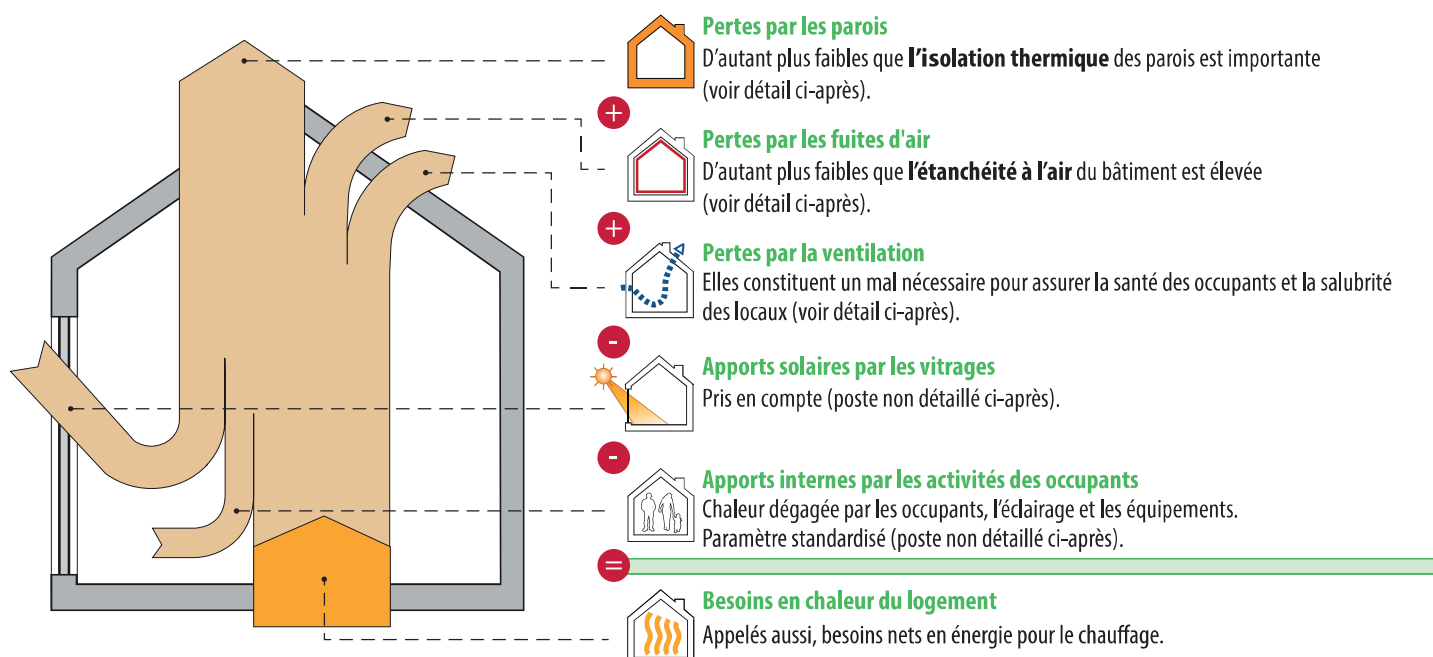 Pertes par les parois
D'autant plus faibles que l'isolation thermique des parois est importante
(voir détail ci-après).
+
Pertes par les fuites d'air
D'autant plus faibles que l'étanchéité à l'air du bâtiment est élevée
(voir détail ci-après).
+
Pertes par la ventilation
Elles constituent un mal nécessaire pour assurer la santé des occupants et la salubrité
des locaux (voir détail ci-après).
-
Apports solaires par les vitrages
Pris en compte (poste non détaillé ci-après).
-
Apports internes par les activités des occupants
Chaleur dégagée par les occupants, l'éclairage et les équipements.
Paramètre standardisé (poste non détaillé ci-après).
=
Besoins en chaleur du logement
Appelés aussi, besoins nets en énergie pour le chauffage.